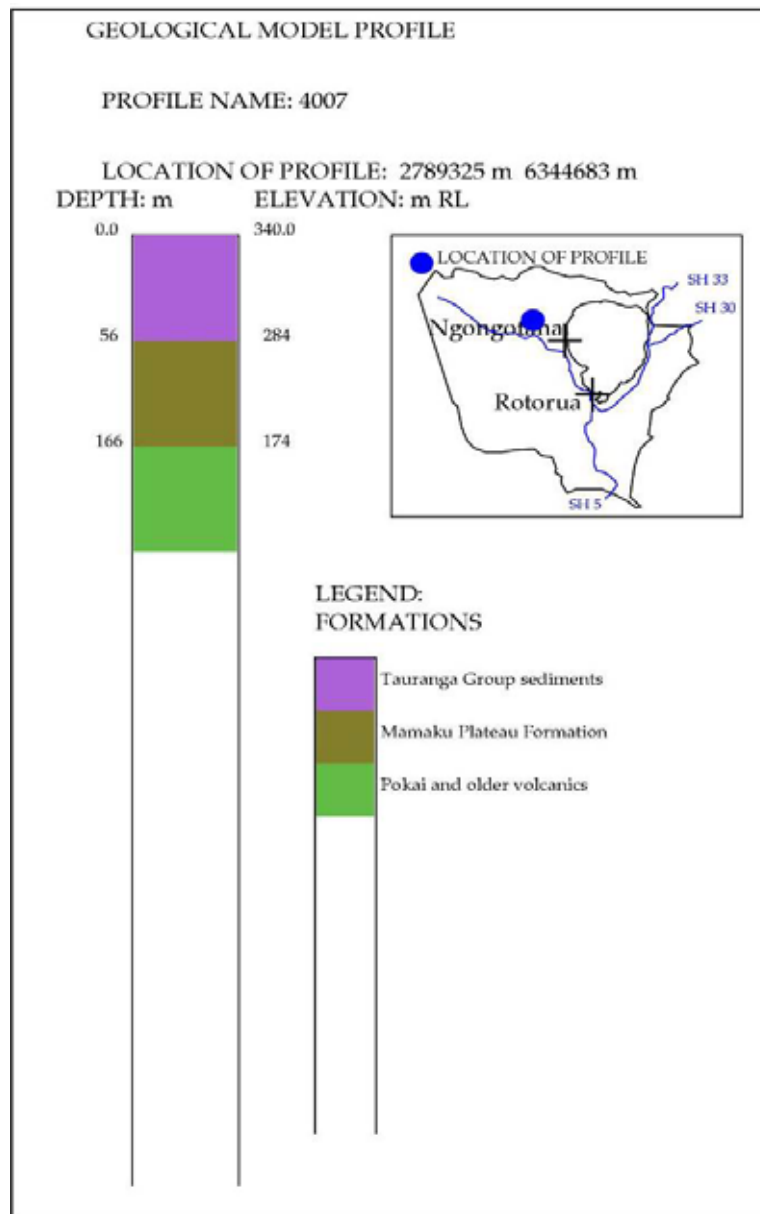 GEOLOGICAL MODEL PROFILE
PROFILE NAME: 4007
LOCATION OF PROFILE: 2789325 m 6344683 m
DEPTH: m ELEVATION: m RL
0.0 340.0
56 284
166 174
LOCATION OF PROFILE
SH 33
SH 30
Rotorua
SH 5
LEGEND:
FORMATIONS
Tauranga Group sediments
Mamaku Plateau Formation
Pokai and older volcanics